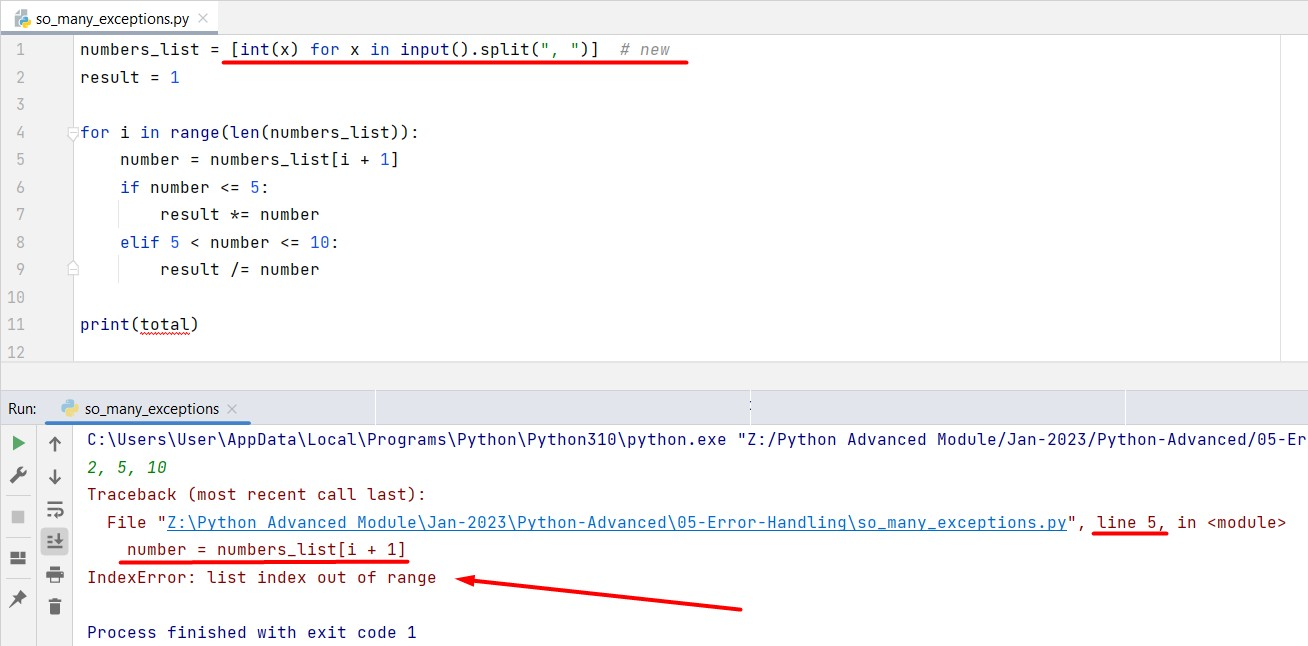 so_many_exceptions.py
1 numbers_list = [int(x) for x in input().split(", ")]  # new
2 result = 1
3
4 for i in range(len(numbers_list)):
5     number = numbers_list[i + 1]
6     if number <= 5:
7         result *= number
8     elif 5 < number <= 10:
9         result /= number
10
11 print(total)
12
Run: so_many_exceptions
C:\Users\User\AppData\Local\Programs\Python\Python310\python.exe "Z:/Python Advanced Module/Jan-2023/Python-Advanced/05-Er
2, 5, 10
Traceback (most recent call last):
  File "Z:\Python Advanced Module\Jan-2023\Python-Advanced\05-Error-Handling\so_many_exceptions.py", line 5, in <module>
    number = numbers_list[i + 1]
IndexError: list index out of range
Process finished with exit code 1